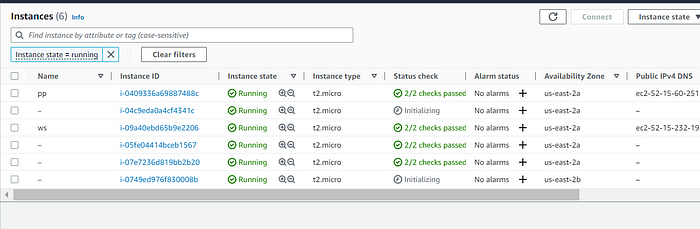 Instances (6) Info
Connect Instance state
Find instance by attribute or tag (case-sensitive)
Instance state = running Clear filters
Name Instance ID Instance state Instance type Status check Alarm status Availability Zone Public IPv4 DNS
pp i-0409336a69887488c Running t2.micro 2/2 checks passed No alarms us-east-2a ec2-52-15-60-251
– i-04c9eda0a4cf4341c Running t2.micro Initializing No alarms us-east-2a –
ws i-09a40ebd65b9e2206 Running t2.micro 2/2 checks passed No alarms us-east-2a ec2-52-15-232-19
– i-05fe04414bceb1567 Running t2.micro 2/2 checks passed No alarms us-east-2a –
– i-07e7236d819bb2b20 Running t2.micro 2/2 checks passed No alarms us-east-2a –
– i-0749ed976f830008b Running t2.micro Initializing No alarms us-east-2b –